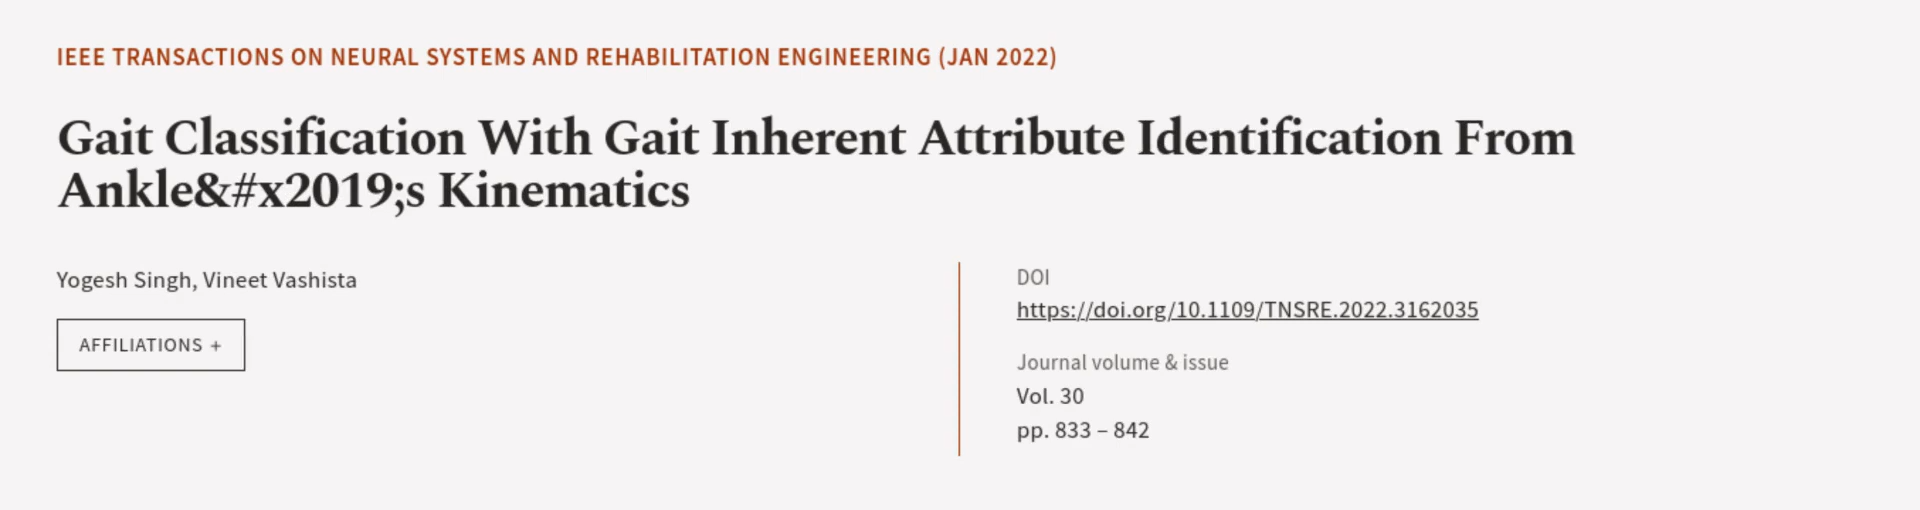 IEEE TRANSACTIONS ON NEURAL SYSTEMS AND REHABILITATION ENGINEERING (JAN 2022)
Gait Classification With Gait Inherent Attribute Identification From
Ankle&#x2019;s Kinematics
Yogesh Singh, Vineet Vashista
AFFILIATIONS +
DOI
https://doi.org/10.1109/TNSRE.2022.3162035
Journal volume & issue
Vol. 30
pp. 833 – 842